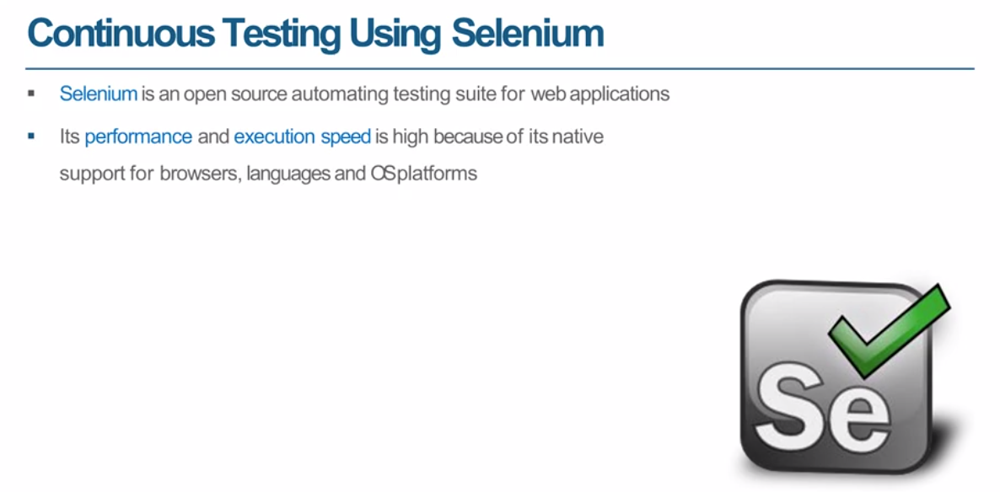 Continuous Testing Using Selenium
▪ Selenium is an open source automating testing suite for web applications
▪ Its performance and execution speed is high because of its native
support for browsers, languages and OS platforms
Se